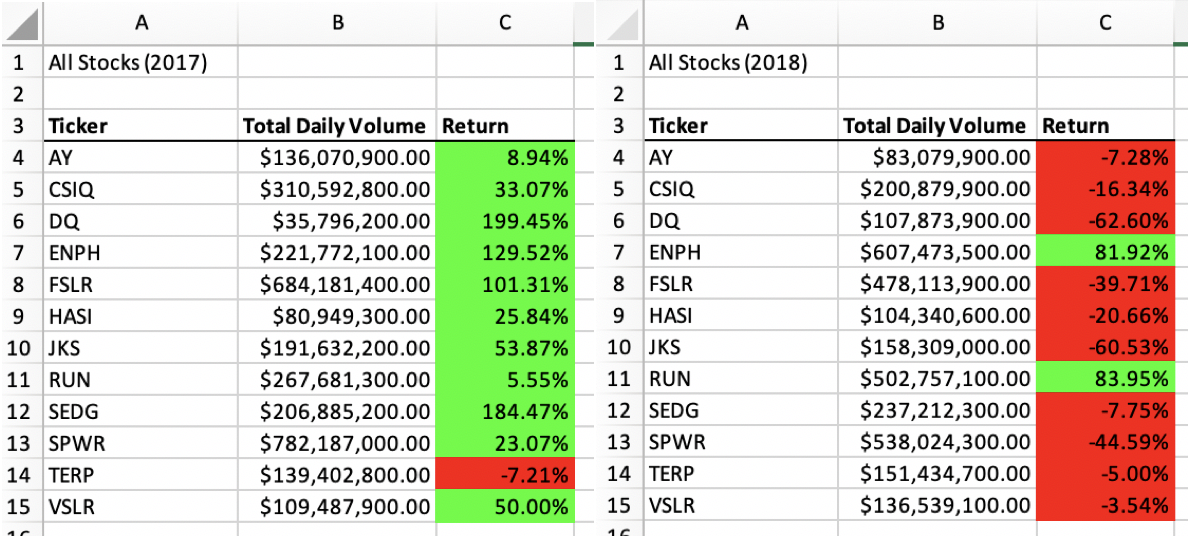 A B C
1 All Stocks (2017)
2
3 Ticker Total Daily Volume Return
4 AY $136,070,900.00 8.94%
5 CSIQ $310,592,800.00 33.07%
6 DQ $35,796,200.00 199.45%
7 ENPH $221,772,100.00 129.52%
8 FSLR $684,181,400.00 101.31%
9 HASI $80,949,300.00 25.84%
10 JKS $191,632,200.00 53.87%
11 RUN $267,681,300.00 5.55%
12 SEDG $206,885,200.00 184.47%
13 SPWR $782,187,000.00 23.07%
14 TERP $139,402,800.00 -7.21%
15 VSLR $109,487,900.00 50.00%
A B C
1 All Stocks (2018)
2
3 Ticker Total Daily Volume Return
4 AY $83,079,900.00 -7.28%
5 CSIQ $200,879,900.00 -16.34%
6 DQ $107,873,900.00 -62.60%
7 ENPH $607,473,500.00 81.92%
8 FSLR $478,113,900.00 -39.71%
9 HASI $104,340,600.00 -20.66%
10 JKS $158,309,000.00 -60.53%
11 RUN $502,757,100.00 83.95%
12 SEDG $237,212,300.00 -7.75%
13 SPWR $538,024,300.00 -44.59%
14 TERP $151,434,700.00 -5.00%
15 VSLR $136,539,100.00 -3.54%